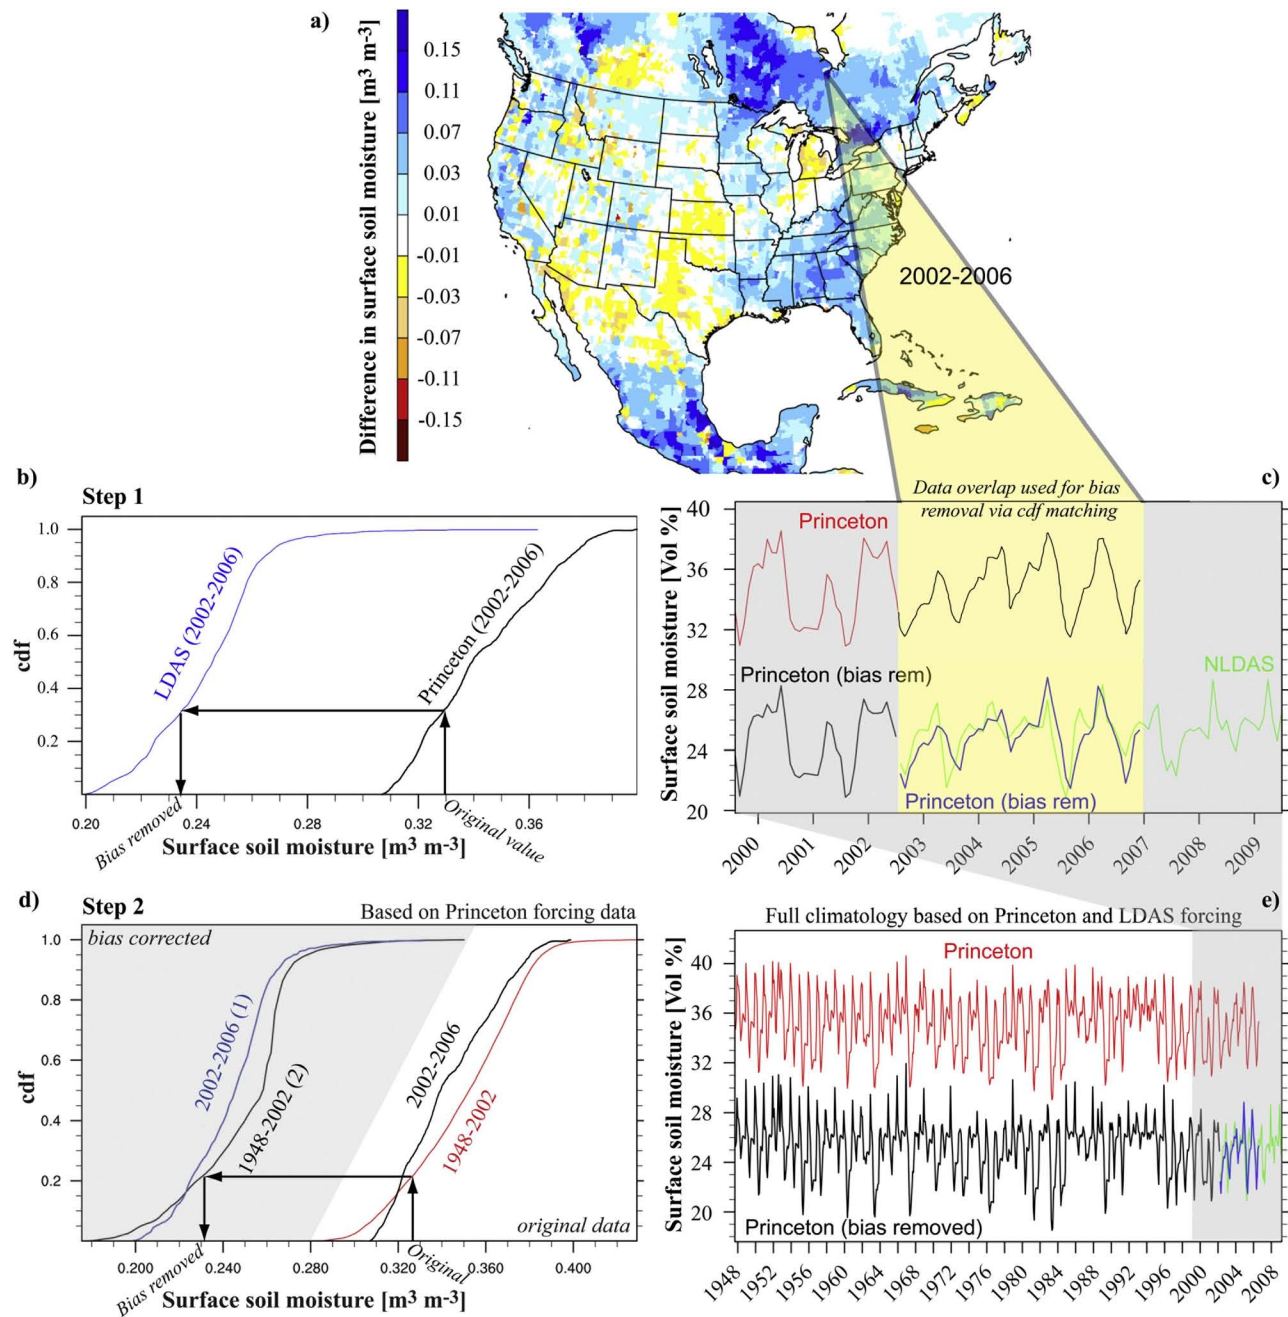 a)
Difference in surface soil moisture [m³ m-³]
0.15
0.11
0.07
0.03
0.01
-0.01
-0.03
-0.07
-0.11
-0.15
2002-2006
b)
Step 1
1.0
0.8
0.6
0.4
0.2
cdf
LDAS (2002-2006)
Princeton (2002-2006)
0.20
0.24
0.28
0.32
0.36
Bias removed
Original value
Surface soil moisture [m³ m-³]
c)
Data overlap used for bias
removal via cdf matching
40
36
32
28
24
20
Surface soil moisture [Vol %]
Princeton
Princeton (bias rem)
NLDAS
Princeton (bias rem)
2000
2001
2002
2003
2004
2005
2006
2007
2008
2009
d)
Step 2
Based on Princeton forcing data
bias corrected
1.0
0.8
0.6
0.4
0.2
cdf
2002-2006 (1)
1948-2002 (2)
2002-2006
1948-2002
original data
0.200
0.240
0.280
0.320
0.360
0.400
Bias removed
Original
Surface soil moisture [m³ m-³]
e)
Full climatology based on Princeton and LDAS forcing
40
36
32
28
24
20
Surface soil moisture [Vol %]
Princeton
Princeton (bias removed)
1948
1952
1956
1960
1964
1968
1972
1976
1980
1984
1988
1992
1996
2000
2004
2008